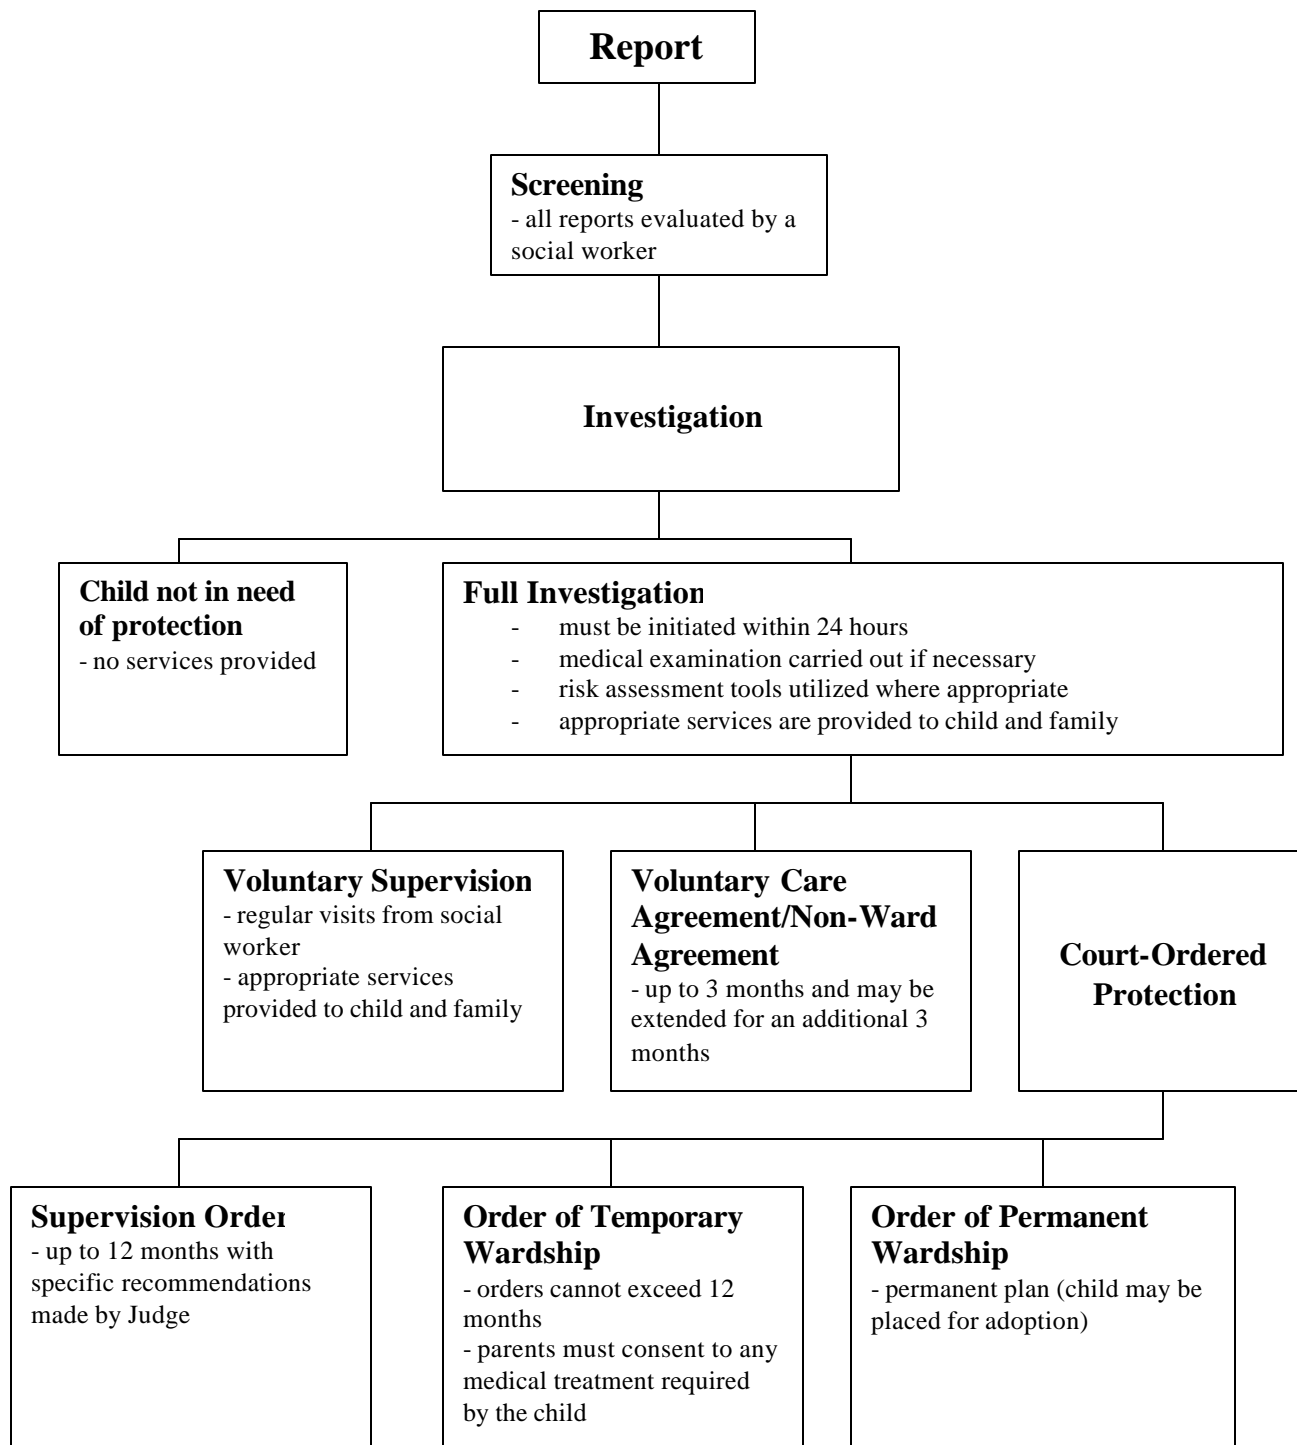 Report
Screening
- all reports evaluated by a
social worker
Investigation
Child not in need
of protection
- no services provided
Full Investigation
- must be initiated within 24 hours
- medical examination carried out if necessary
- risk assessment tools utilized where appropriate
- appropriate services are provided to child and family
Voluntary Supervision
- regular visits from social
worker
- appropriate services
provided to child and family
Voluntary Care
Agreement/Non-Ward
Agreement
- up to 3 months and may be
extended for an additional 3
months
Court-Ordered
Protection
Supervision Order
- up to 12 months with
specific recommendations
made by Judge
Order of Temporary
Wardship
- orders cannot exceed 12
months
- parents must consent to any
medical treatment required
by the child
Order of Permanent
Wardship
- permanent plan (child may be
placed for adoption)